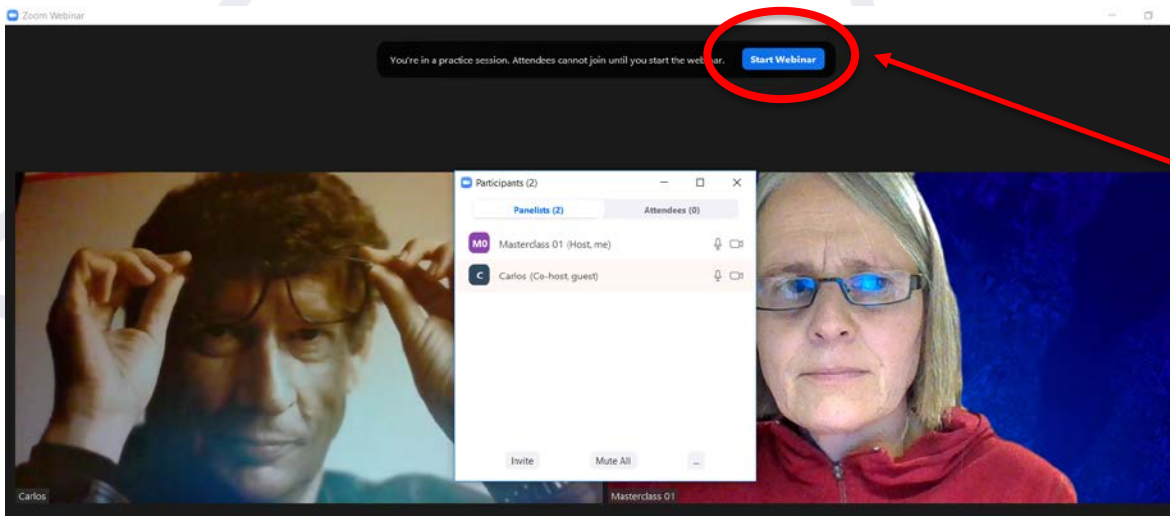 Zoom Webinar
You're in a practice session. Attendees cannot join until you start the webinar.
Start Webinar
Participants (2)
Panelists (2)
Attendees (0)
M0
Masterclass 01 (Host, me)
C
Carlos (Co-host, guest)
Invite
Mute All
...
Carlos
Masterclass 01